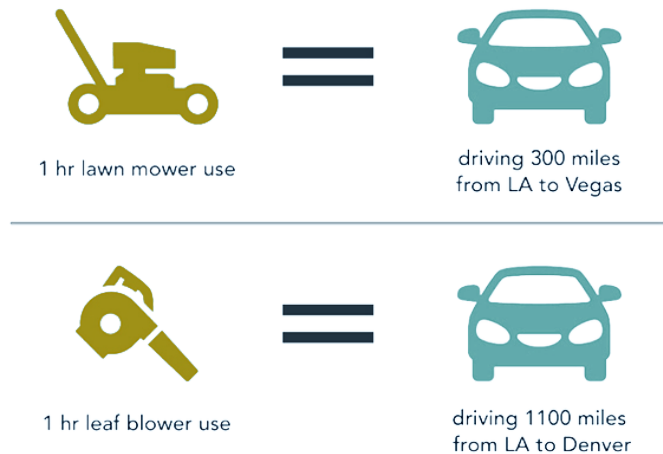 1 hr lawn mower use
driving 300 miles
from LA to Vegas
1 hr leaf blower use
driving 1100 miles
from LA to Denver